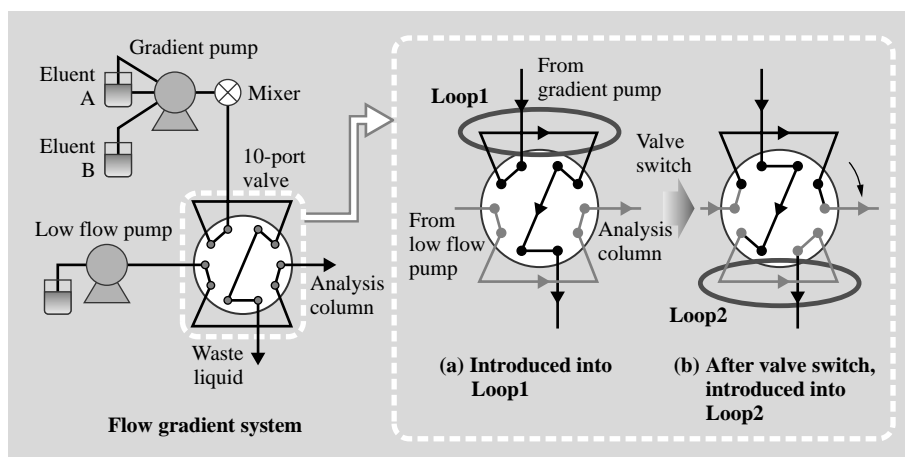 Gradient pump
Eluent
A
Mixer
Eluent
B
10-port
valve
Low flow pump
Analysis
column
Waste
liquid
Flow gradient system
From
gradient pump
Loop1
Valve
switch
From
low flow
pump
Analysis
column
Loop2
(a) Introduced into
Loop1
(b) After valve switch,
introduced into
Loop2